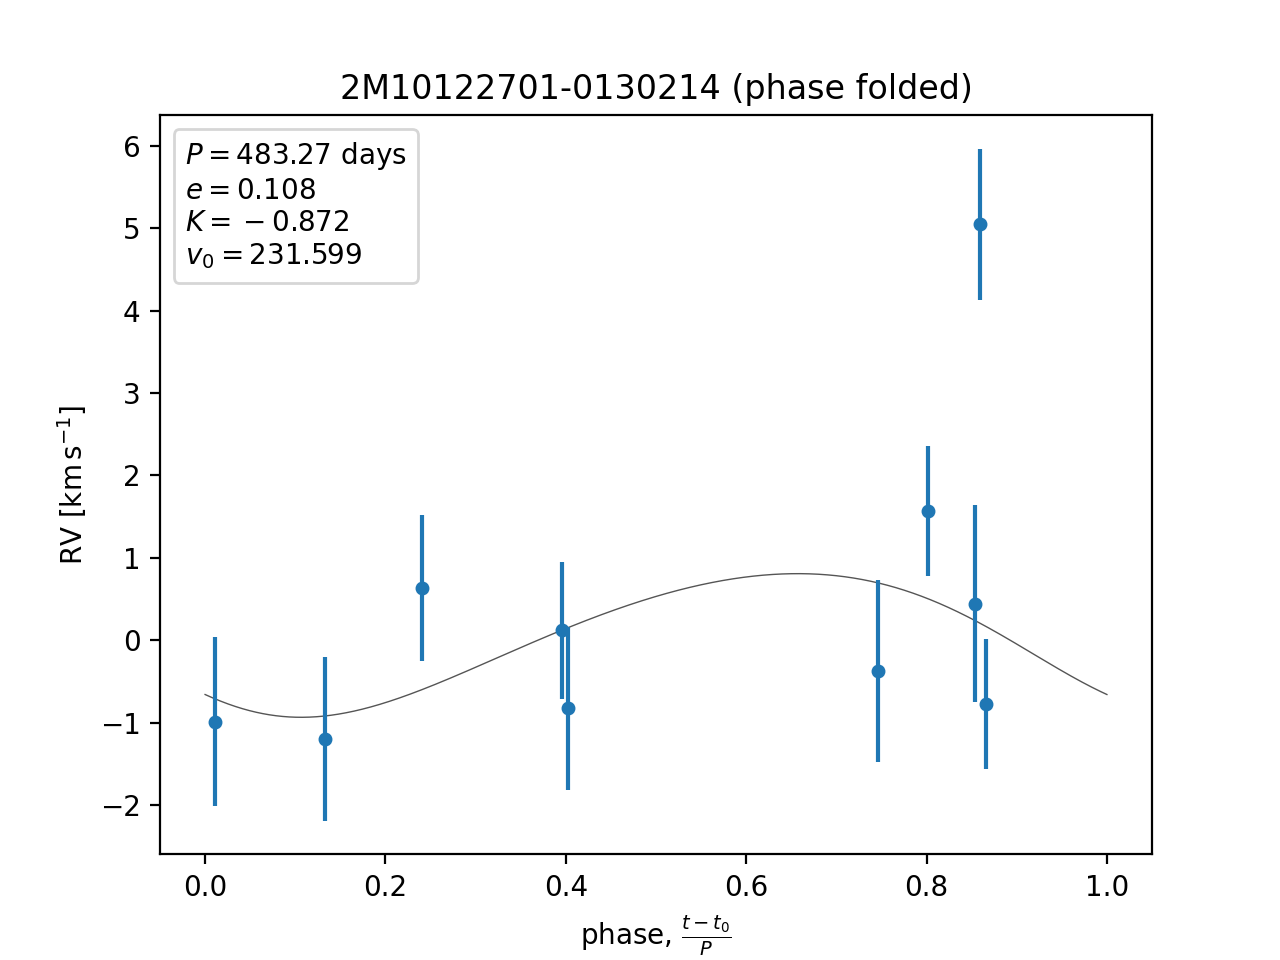 2M10122701-0130214 (phase folded)
P = 483.27 days
e = 0.108
K = −0.872
v₀ = 231.599
6
5
4
3
2
1
0
−1
−2
RV [km s⁻¹]
0.0 0.2 0.4 0.6 0.8 1.0
phase, (t − t₀)/P